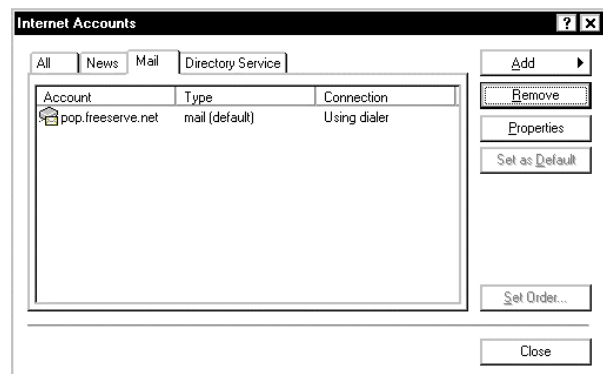 Internet Accounts
All News Mail Directory Service
Account Type Connection
pop.freeserve.net mail (default) Using dialer
Add
Remove
Properties
Set as Default
Set Order...
Close